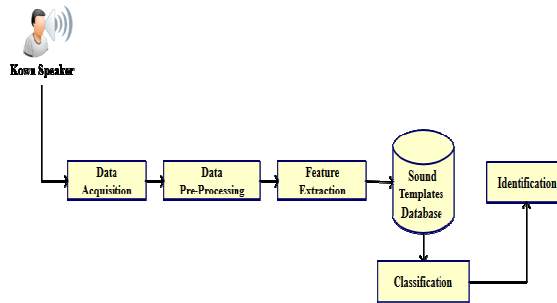 Kown Speaker
Data
Acquisition
Data
Pre-Processing
Feature
Extraction
Sound
Templates
Database
Identification
Classification